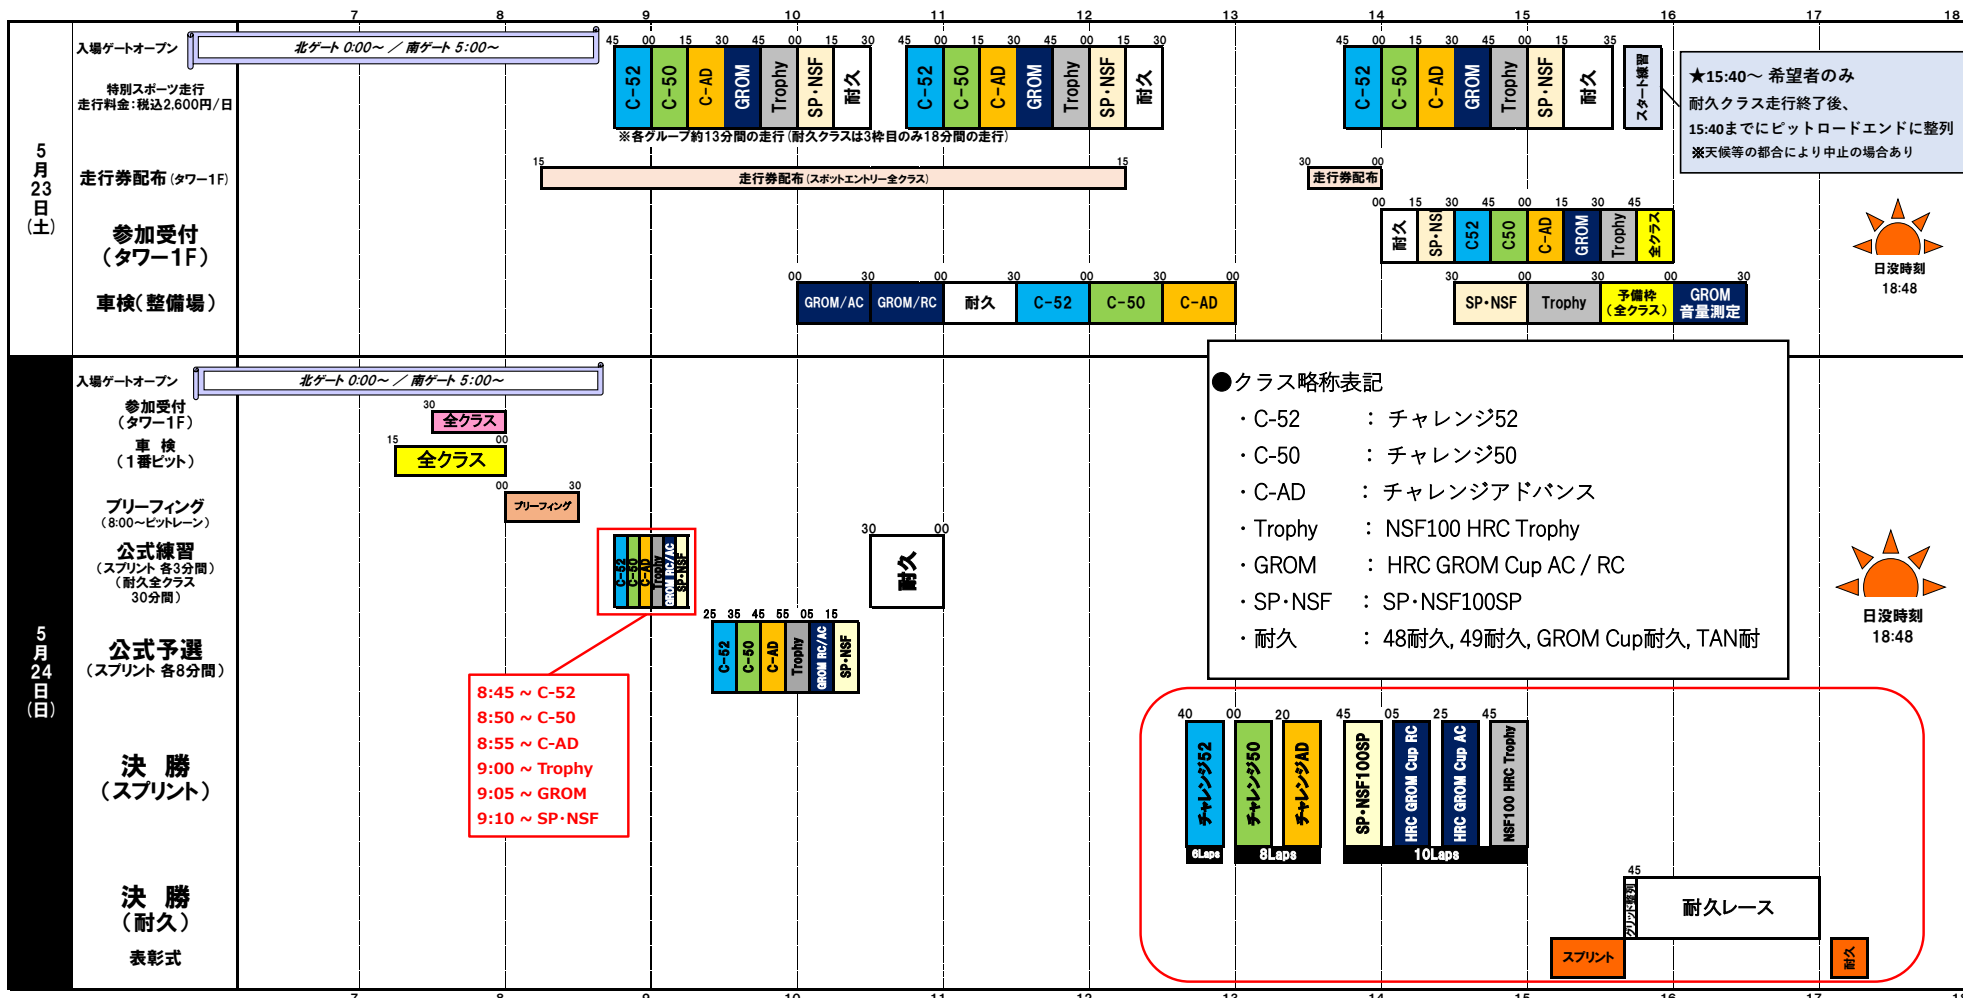 7 8 9 10 11 12 13 14 15 16 17 18
5月23日(土)
入場ゲートオープン
北ゲート 0:00~ / 南ゲート 5:00~
特別スポーツ走行
走行料金:税込2,600円/日
45 00 15 30 45 00 15 30
C-52 C-50 C-AD GROM Trophy SP・NSF 耐久
45 00 15 30 45 00 15 30
C-52 C-50 C-AD GROM Trophy SP・NSF 耐久
45 00 15 30 45 00 15 35
C-52 C-50 C-AD GROM Trophy SP・NSF 耐久
スタート練習
※各グループ約13分間の走行(耐久クラスは3枠目のみ18分間の走行)
★15:40~ 希望者のみ
耐久クラス走行終了後、
15:40までにピットロードエンドに整列
※天候等の都合により中止の場合あり
走行券配布(タワー1F)
15 15
走行券配布(スポットエントリー全クラス)
30 00
走行券配布
参加受付
(タワー1F)
00 15 30 45 00 15 30 45
耐久 SP・NSF C52 C50 C-AD GROM Trophy 全クラス
車検(整備場)
00 30 00 30 00 30 00
GROM/AC GROM/RC 耐久 C-52 C-50 C-AD
30 00 30 00 30
SP・NSF Trophy 予備枠
(全クラス)
GROM
音量測定
日没時刻
18:48
5月24日(日)
入場ゲートオープン
北ゲート 0:00~ / 南ゲート 5:00~
参加受付
(タワー1F)
30
全クラス
車 検
(1番ピット)
15 00
全クラス
ブリーフィング
(8:00~ピットレーン)
00 30
ブリーフィング
公式練習
(スプリント 各3分間)
(耐久全クラス
30分間)
C-52 C-50 C-AD Trophy GROM RC/AC SP・NSF
30 00
耐久
公式予選
(スプリント 各8分間)
25 35 45 55 05 15
C-52 C-50 C-AD Trophy GROM RC/AC SP・NSF
8:45 ~ C-52
8:50 ~ C-50
8:55 ~ C-AD
9:00 ~ Trophy
9:05 ~ GROM
9:10 ~ SP・NSF
●クラス略称表記
・C-52 : チャレンジ52
・C-50 : チャレンジ50
・C-AD : チャレンジアドバンス
・Trophy : NSF100 HRC Trophy
・GROM : HRC GROM Cup AC / RC
・SP・NSF : SP・NSF100SP
・耐久 : 48耐久, 49耐久, GROM Cup耐久, TAN耐
日没時刻
18:48
決 勝
(スプリント)
40 00 20 45 05 25 45
チャレンジ52 チャレンジ50 チャレンジAD SP・NSF100SP HRC GROM Cup RC HRC GROM Cup AC NSF100 HRC Trophy
6Laps 8Laps 10Laps
決 勝
(耐久)
45
グリッド整列 耐久レース
表彰式
スプリント 耐久
7 8 9 10 11 12 13 14 15 16 17 18